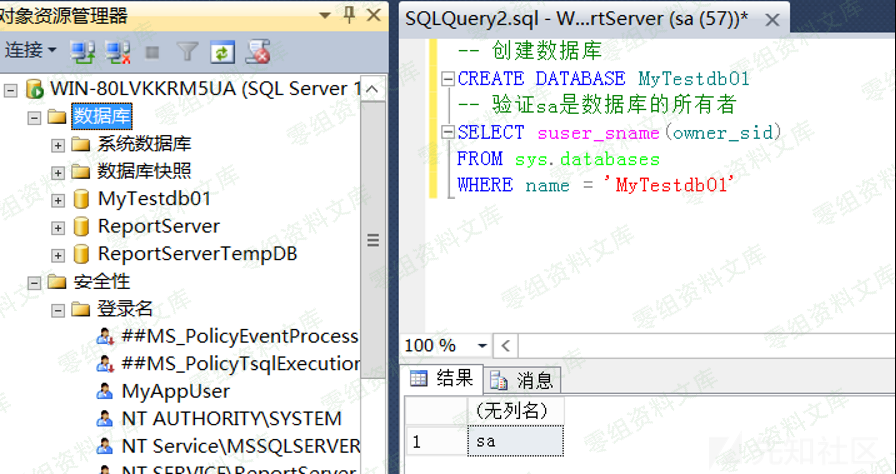 对象资源管理器
连接
WIN-80LVKKRM5UA (SQL Server 1
数据库
系统数据库
数据库快照
MyTestdb01
ReportServer
ReportServerTempDB
安全性
登录名
##MS_PolicyEventProcess
##MS_PolicyTsqlExecution
MyAppUser
NT AUTHORITY\SYSTEM
NT Service\MSSQLSERVER
NT SERVICE\ReportServer
SQLQuery2.sql - W...rtServer (sa (57))*
-- 创建数据库
CREATE DATABASE MyTestdb01
-- 验证sa是数据库的所有者
SELECT suser_sname(owner_sid)
FROM sys.databases
WHERE name = 'MyTestdb01'
100 %
结果 消息
(无列名)
1 sa
零组资料文库
先知社区